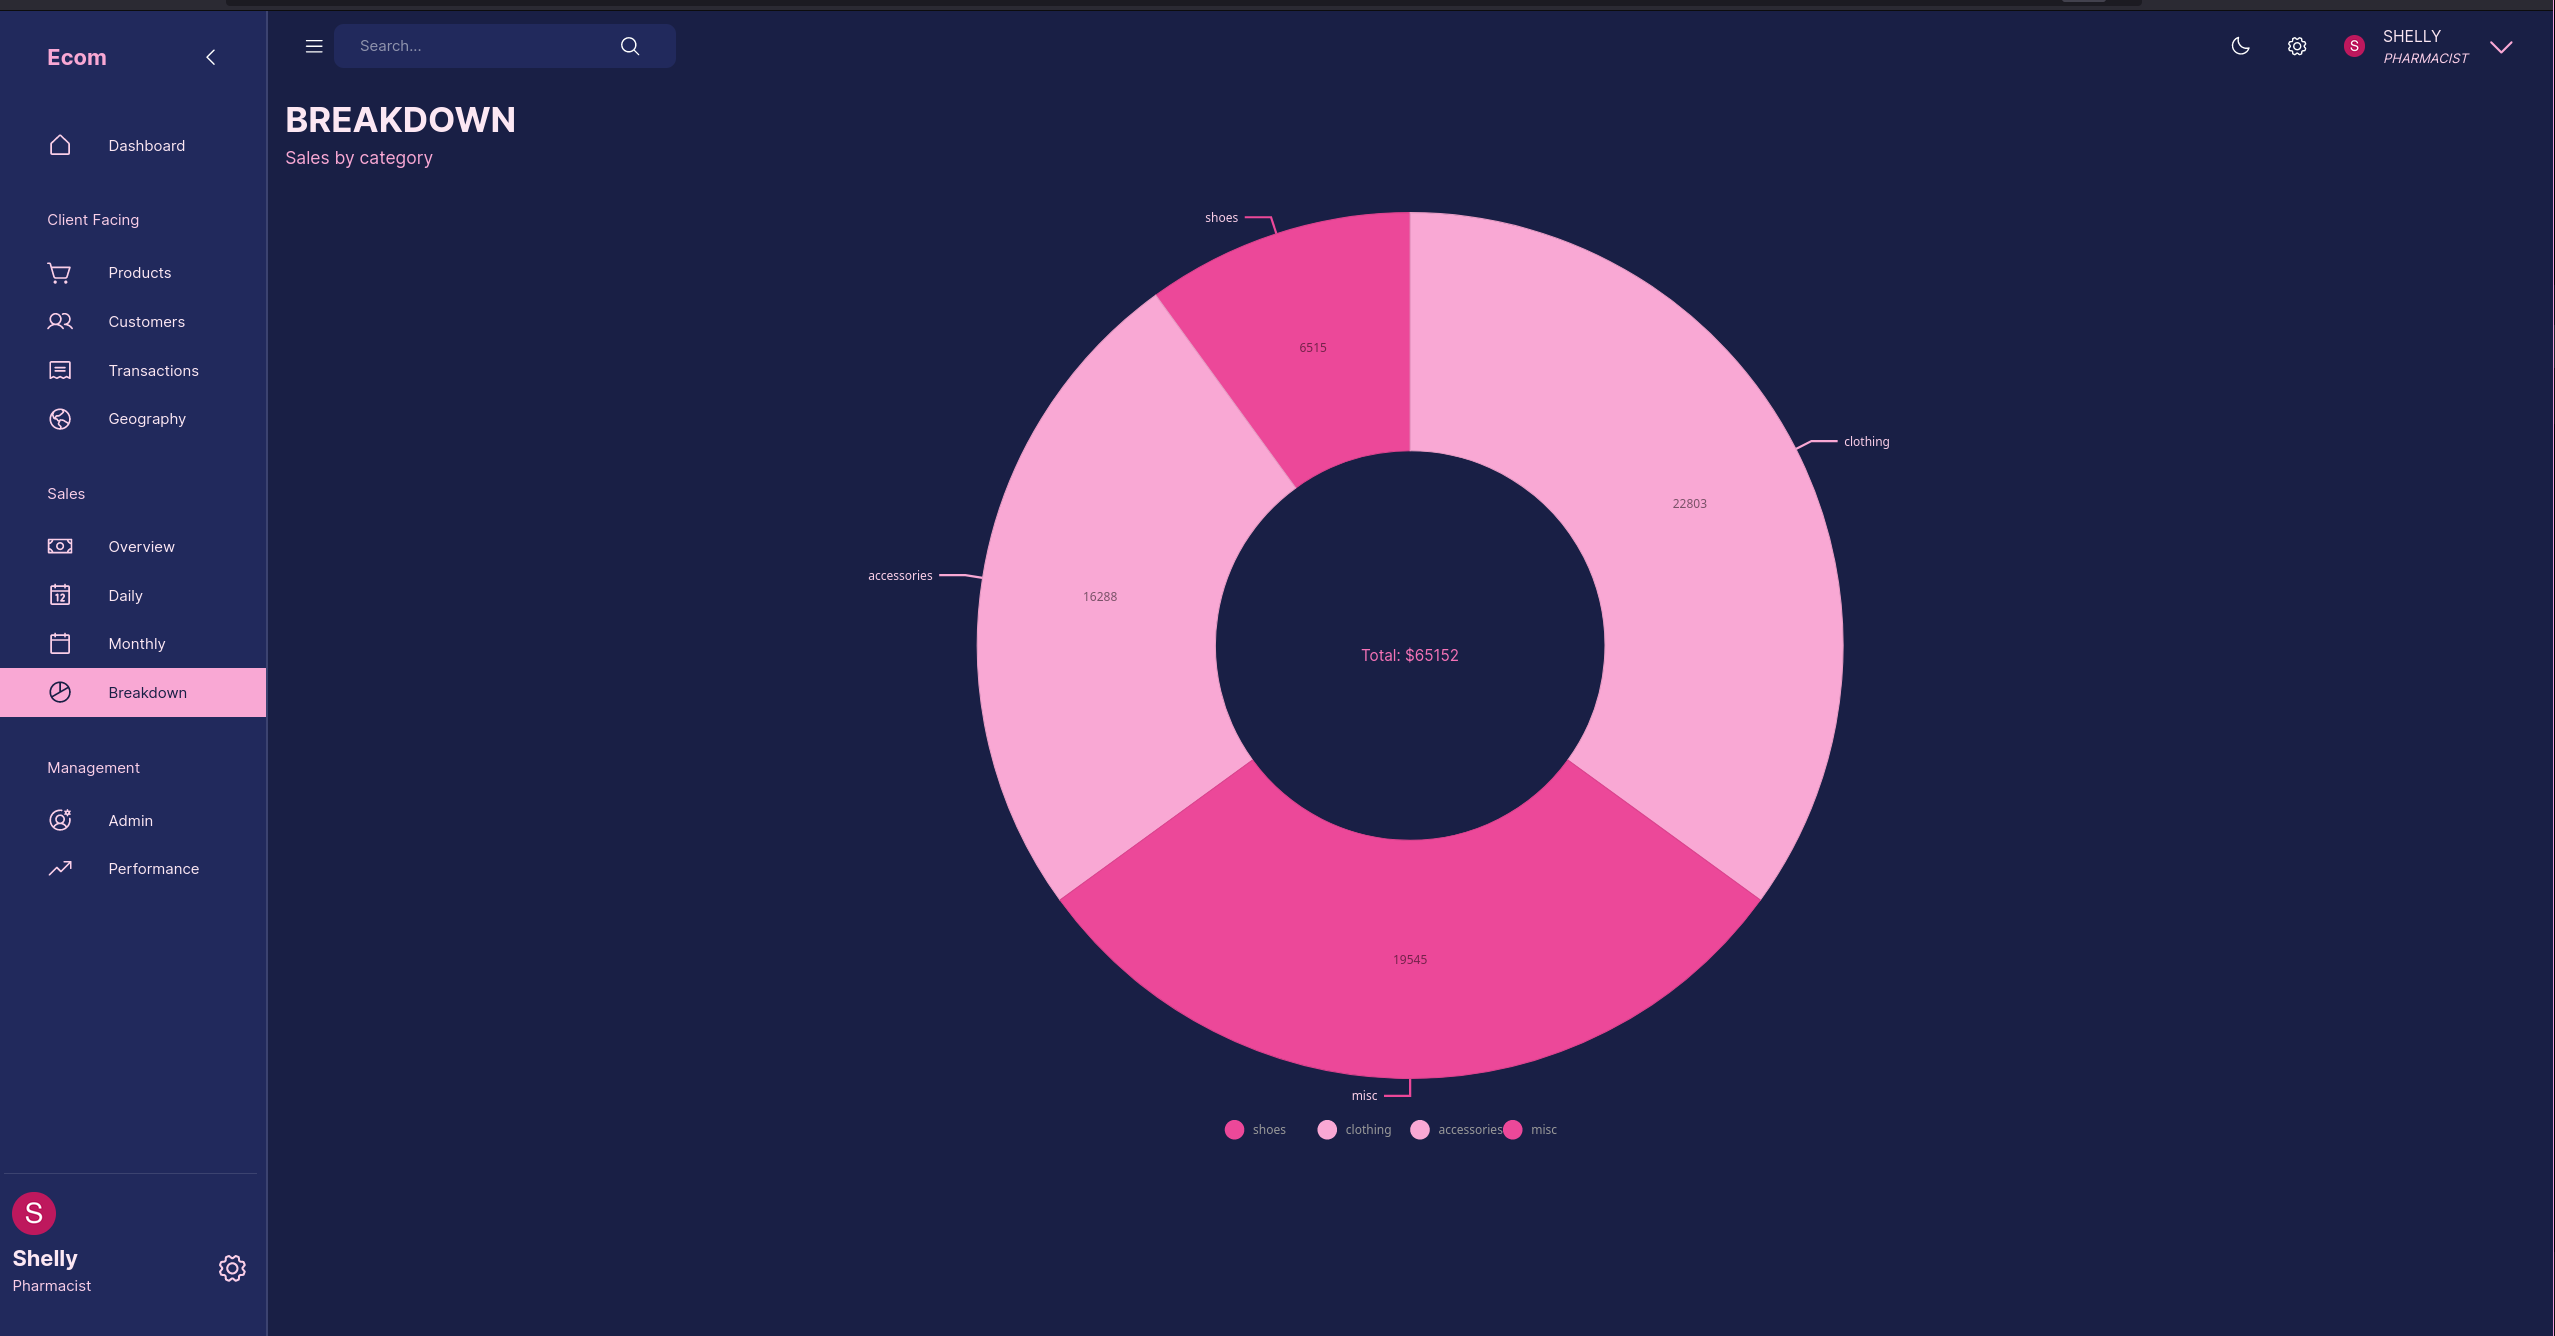 Ecom
Dashboard
Client Facing
Products
Customers
Transactions
Geography
Sales
Overview
12
Daily
Monthly
Breakdown
Management
Admin
Performance
S
Shelly
Pharmacist
Search...
S
SHELLY
PHARMACIST
BREAKDOWN
Sales by category
shoes
6515
clothing
22803
accessories
16288
Total: $65152
19545
misc
shoes
clothing
accessories
misc